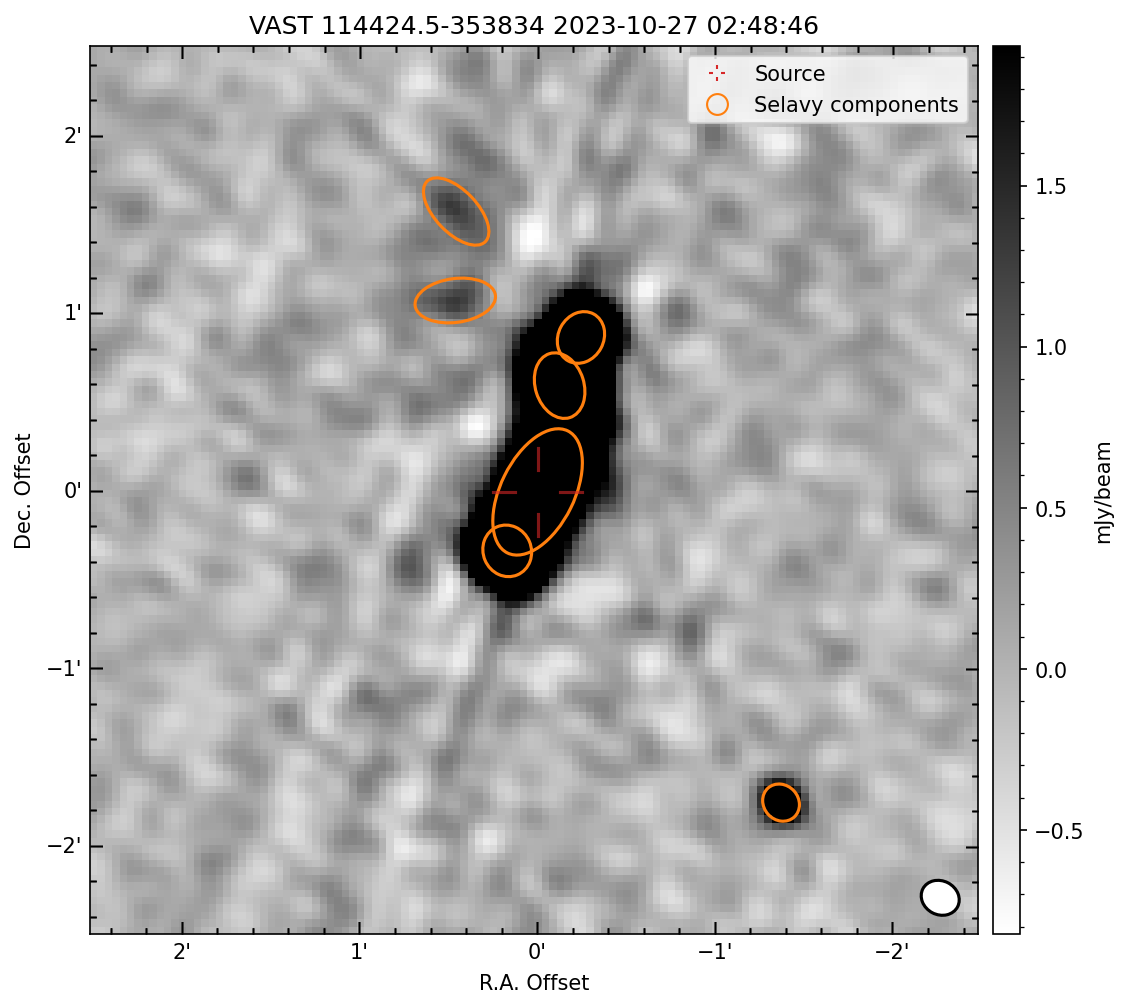 VAST 114424.5-353834 2023-10-27 02:48:46
Source
Selavy components
2'
1'
0'
−1'
−2'
Dec. Offset
2'
1'
0'
−1'
−2'
R.A. Offset
1.5
1.0
0.5
0.0
−0.5
mJy/beam